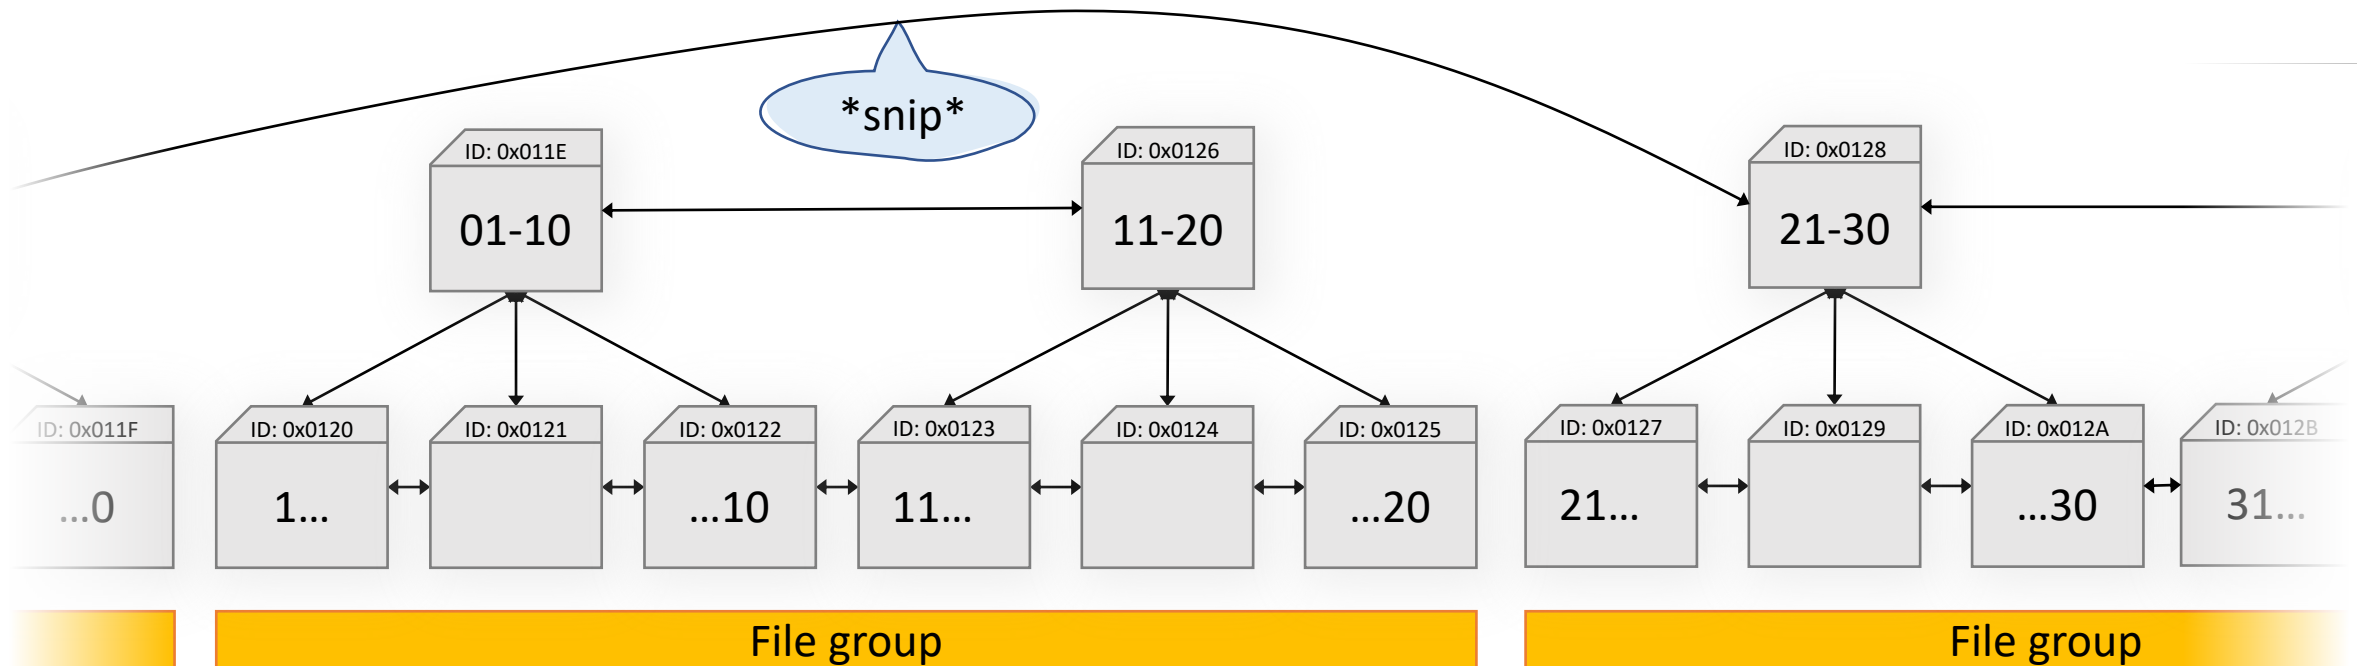 *snip*
ID: 0x011E
01-10
ID: 0x0126
11-20
ID: 0x0128
21-30
ID: 0x011F
...0
ID: 0x0120
1...
ID: 0x0121
ID: 0x0122
...10
ID: 0x0123
11...
ID: 0x0124
ID: 0x0125
...20
ID: 0x0127
21...
ID: 0x0129
ID: 0x012A
...30
ID: 0x012B
31...
File group
File group